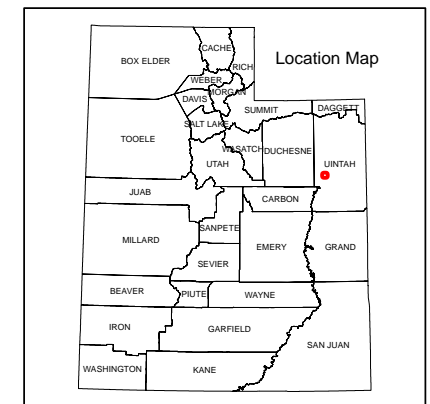 Location Map
CACHE
BOX ELDER
RICH
WEBER
MORGAN
DAVIS
SUMMIT
DAGGETT
SALT LAKE
TOOELE
WASATCH
DUCHESNE
UTAH
UINTAH
JUAB
CARBON
SANPETE
MILLARD
EMERY
GRAND
SEVIER
BEAVER
PIUTE
WAYNE
IRON
GARFIELD
SAN JUAN
WASHINGTON
KANE